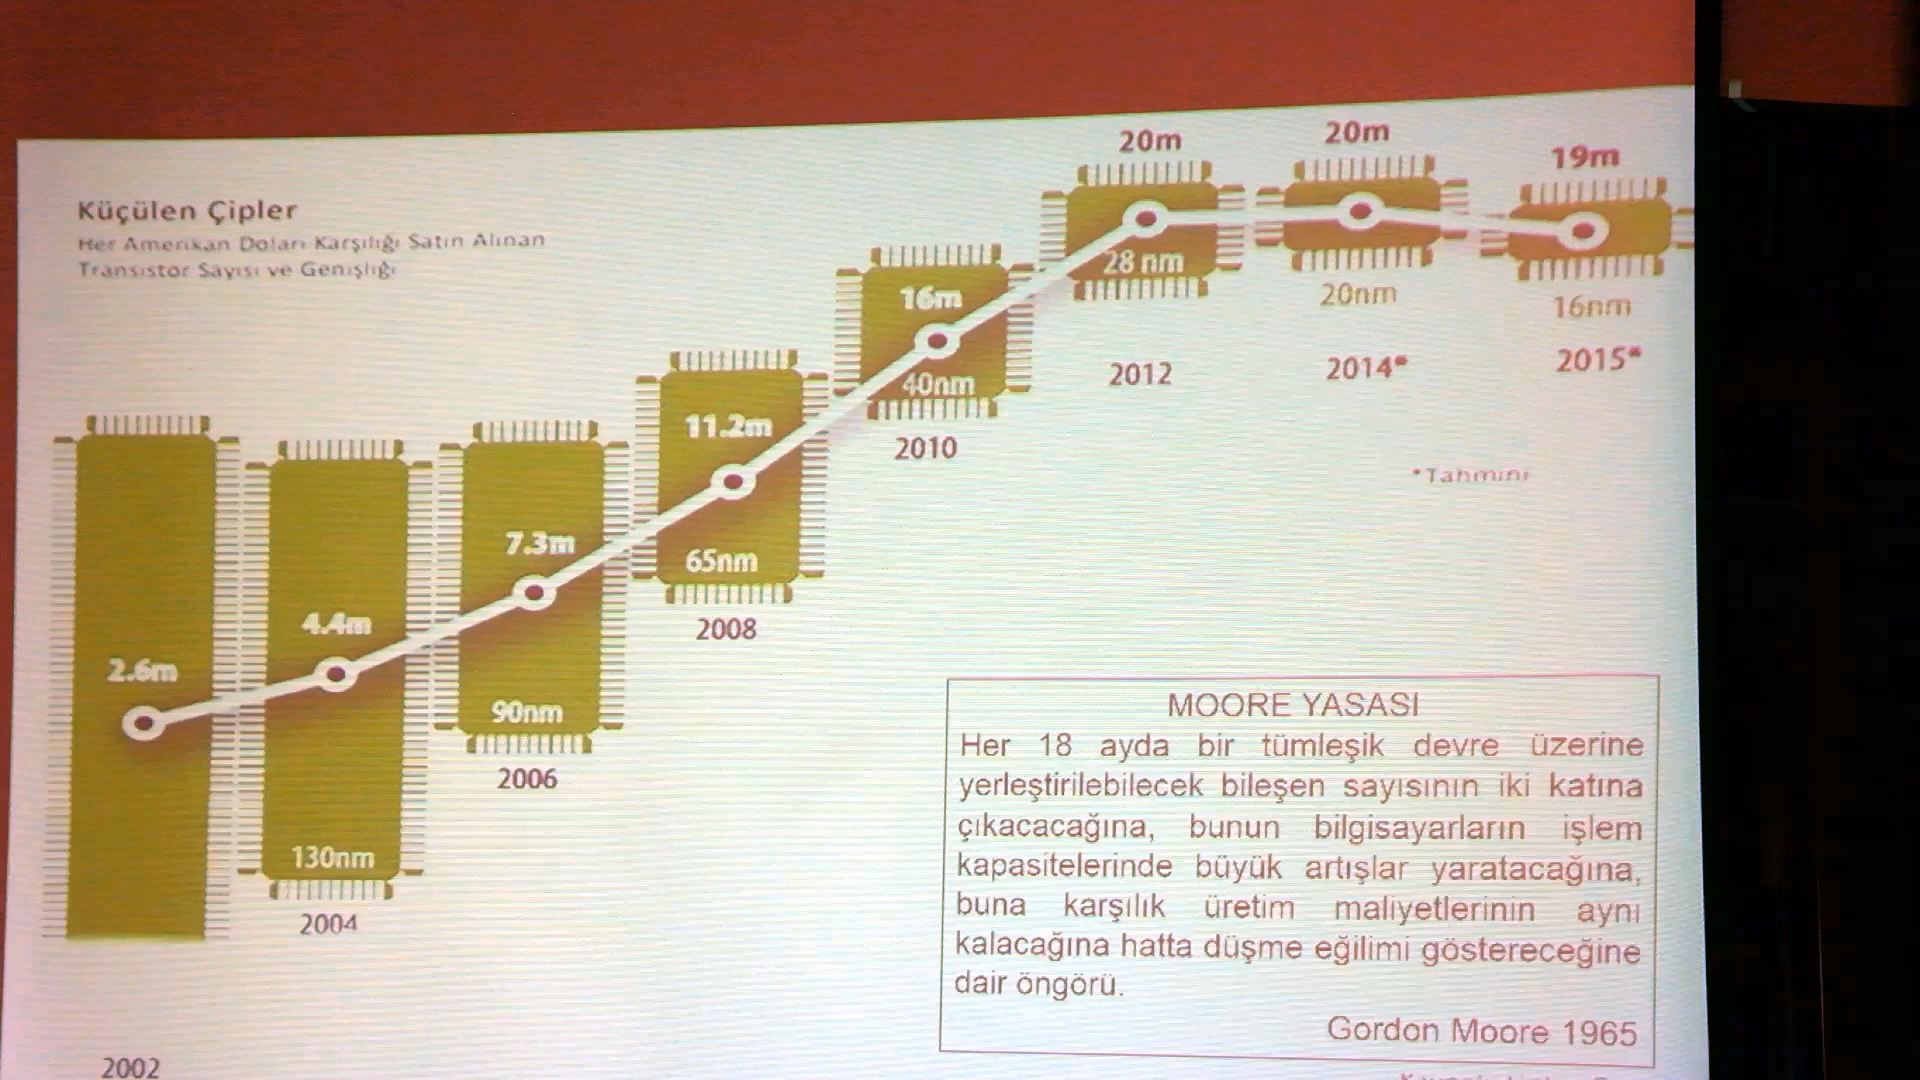 Küçülen Çipler
Her Amerikan Doları Karşılığı Satın Alınan
Transistor Sayısı ve Genişliği
2.6m
2002
4.4m
130nm
2004
7.3m
90nm
2006
11.2m
65nm
2008
16m
40nm
2010
20m
28 nm
2012
20m
20nm
2014*
19m
16nm
2015*
*Tahmini
MOORE YASASI
Her 18 ayda bir tümleşik devre üzerine
yerleştirilebilecek bileşen sayısının iki katına
çıkacacağına, bunun bilgisayarların işlem
kapasitelerinde büyük artışlar yaratacağına,
buna karşılık üretim maliyetlerinin aynı
kalacağına hatta düşme eğilimi göstereceğine
dair öngörü.
Gordon Moore 1965